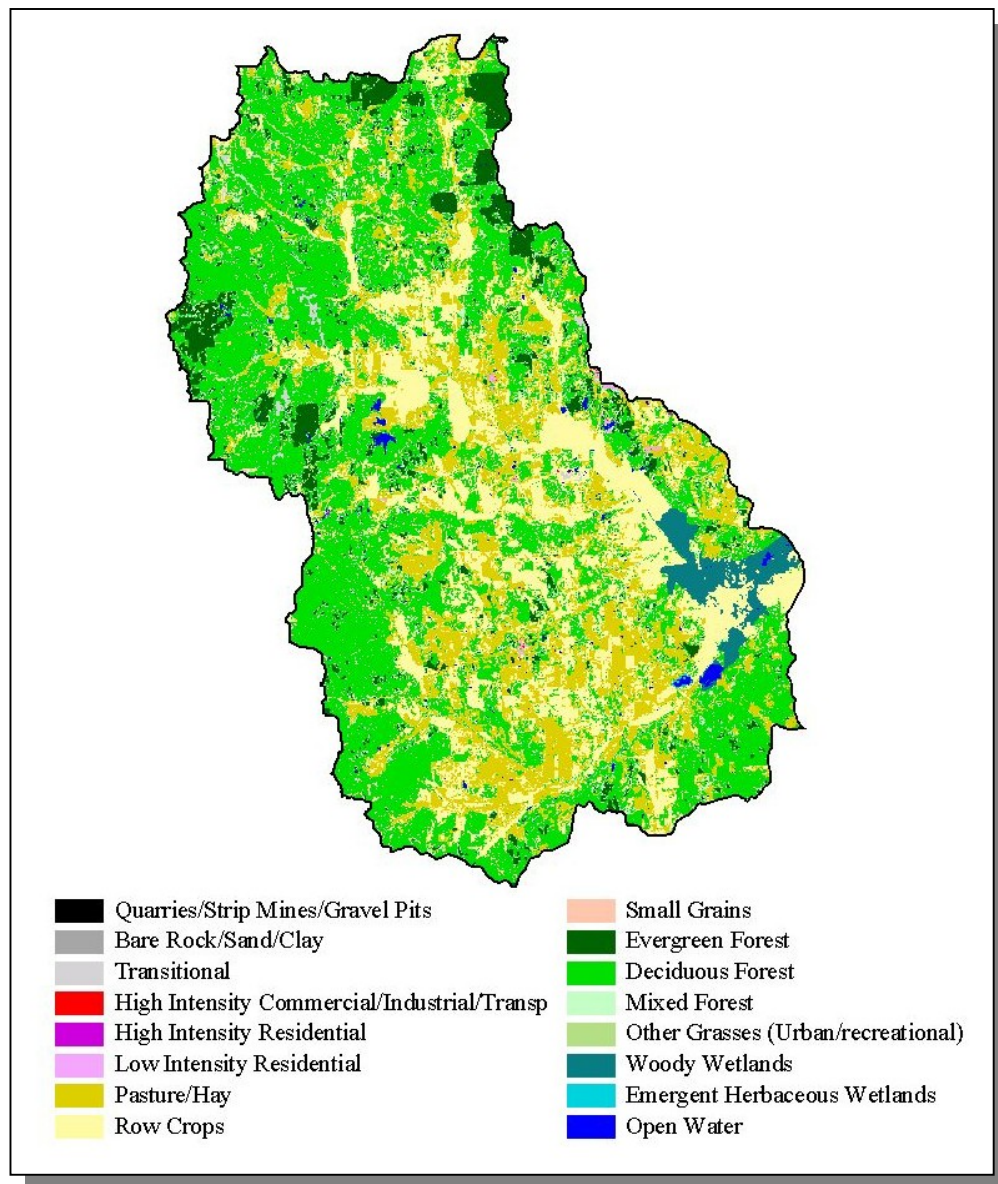 Quarries/Strip Mines/Gravel Pits
Bare Rock/Sand/Clay
Transitional
High Intensity Commercial/Industrial/Transp
High Intensity Residential
Low Intensity Residential
Pasture/Hay
Row Crops
Small Grains
Evergreen Forest
Deciduous Forest
Mixed Forest
Other Grasses (Urban/recreational)
Woody Wetlands
Emergent Herbaceous Wetlands
Open Water